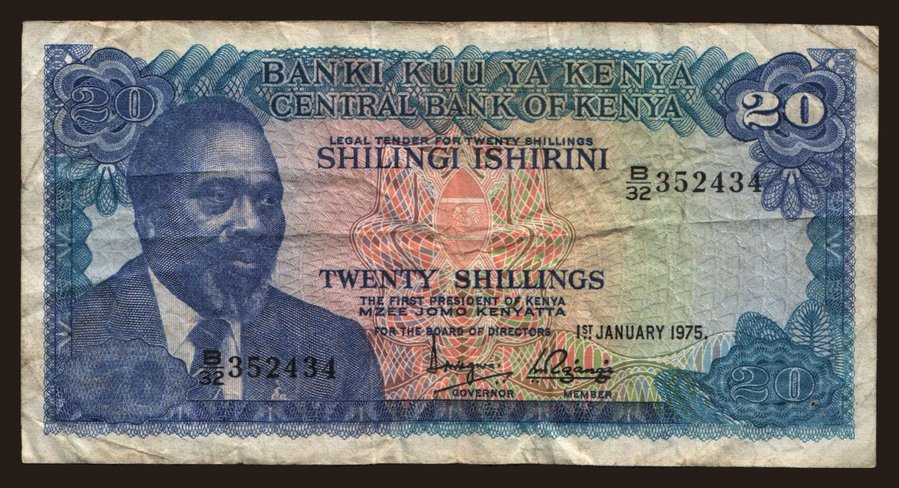 BANKI KUU YA KENYA
CENTRAL BANK OF KENYA
20
20
LEGAL TENDER FOR TWENTY SHILLINGS
SHILINGI ISHIRINI
B/32 352434
TWENTY SHILLINGS
THE FIRST PRESIDENT OF KENYA
MZEE JOMO KENYATTA
FOR THE BOARD OF DIRECTORS
1ST JANUARY 1975.
B/32 352434
GOVERNOR
MEMBER
20
20